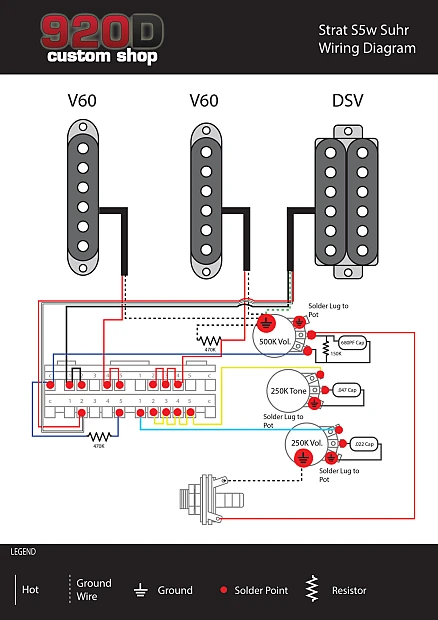 920D
custom shop
Strat S5w Suhr
Wiring Diagram
V60 V60 DSV
Solder Lug to
Pot
500K Vol.
680PF Cap
150K
470K
c 1 2 3 4 5 1 2 3 4 5 c
250K Tone
.047 Cap
Solder Lug to
Pot
c 1 2 3 4 5 1 2 3 4 5 c
470K
250K Vol.
.022 Cap
Solder Lug to
Pot
LEGEND
Hot
Ground
Wire
Ground
Solder Point
Resistor